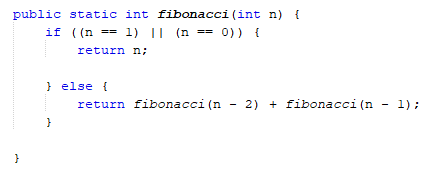 public static int fibonacci(int n) {
    if ((n == 1) || (n == 0)) {
        return n;
    } else {
        return fibonacci(n - 2) + fibonacci(n - 1);
    }
}